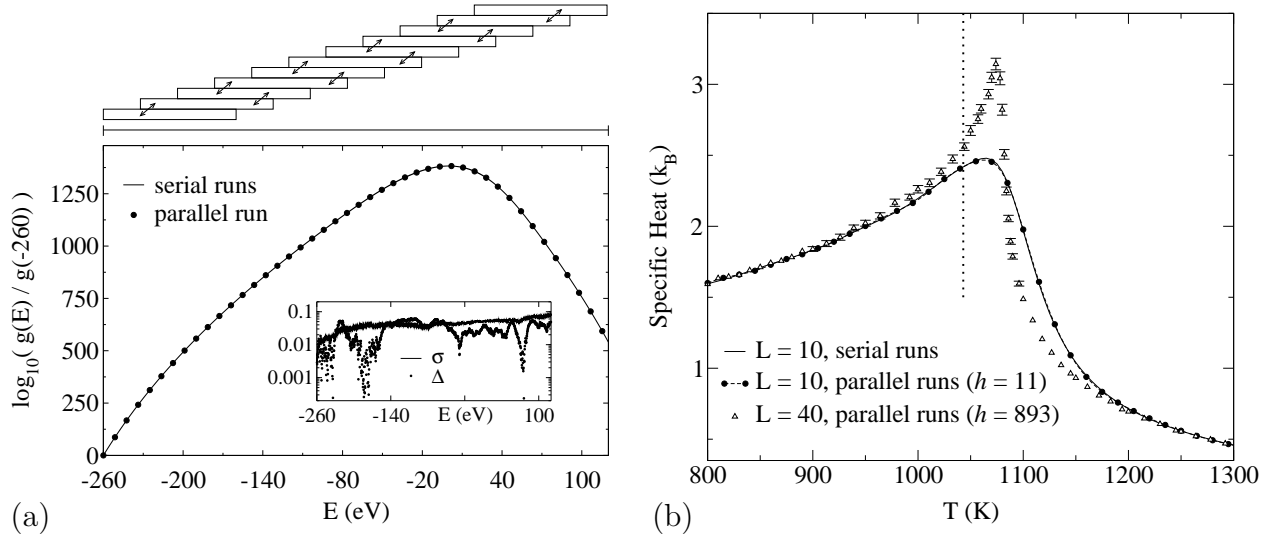 1250
1000
750
500
250
0
log10( g(E) / g(-260) )
serial runs
parallel run
0.1
0.01
0.001
σ
Δ
-260
-140
E (eV)
100
-260
-200
-140
-80
-20
40
100
E (eV)
(a)
3
2
1
Specific Heat (kB)
L = 10, serial runs
L = 10, parallel runs (h = 11)
L = 40, parallel runs (h = 893)
800
900
1000
1100
1200
1300
T (K)
(b)